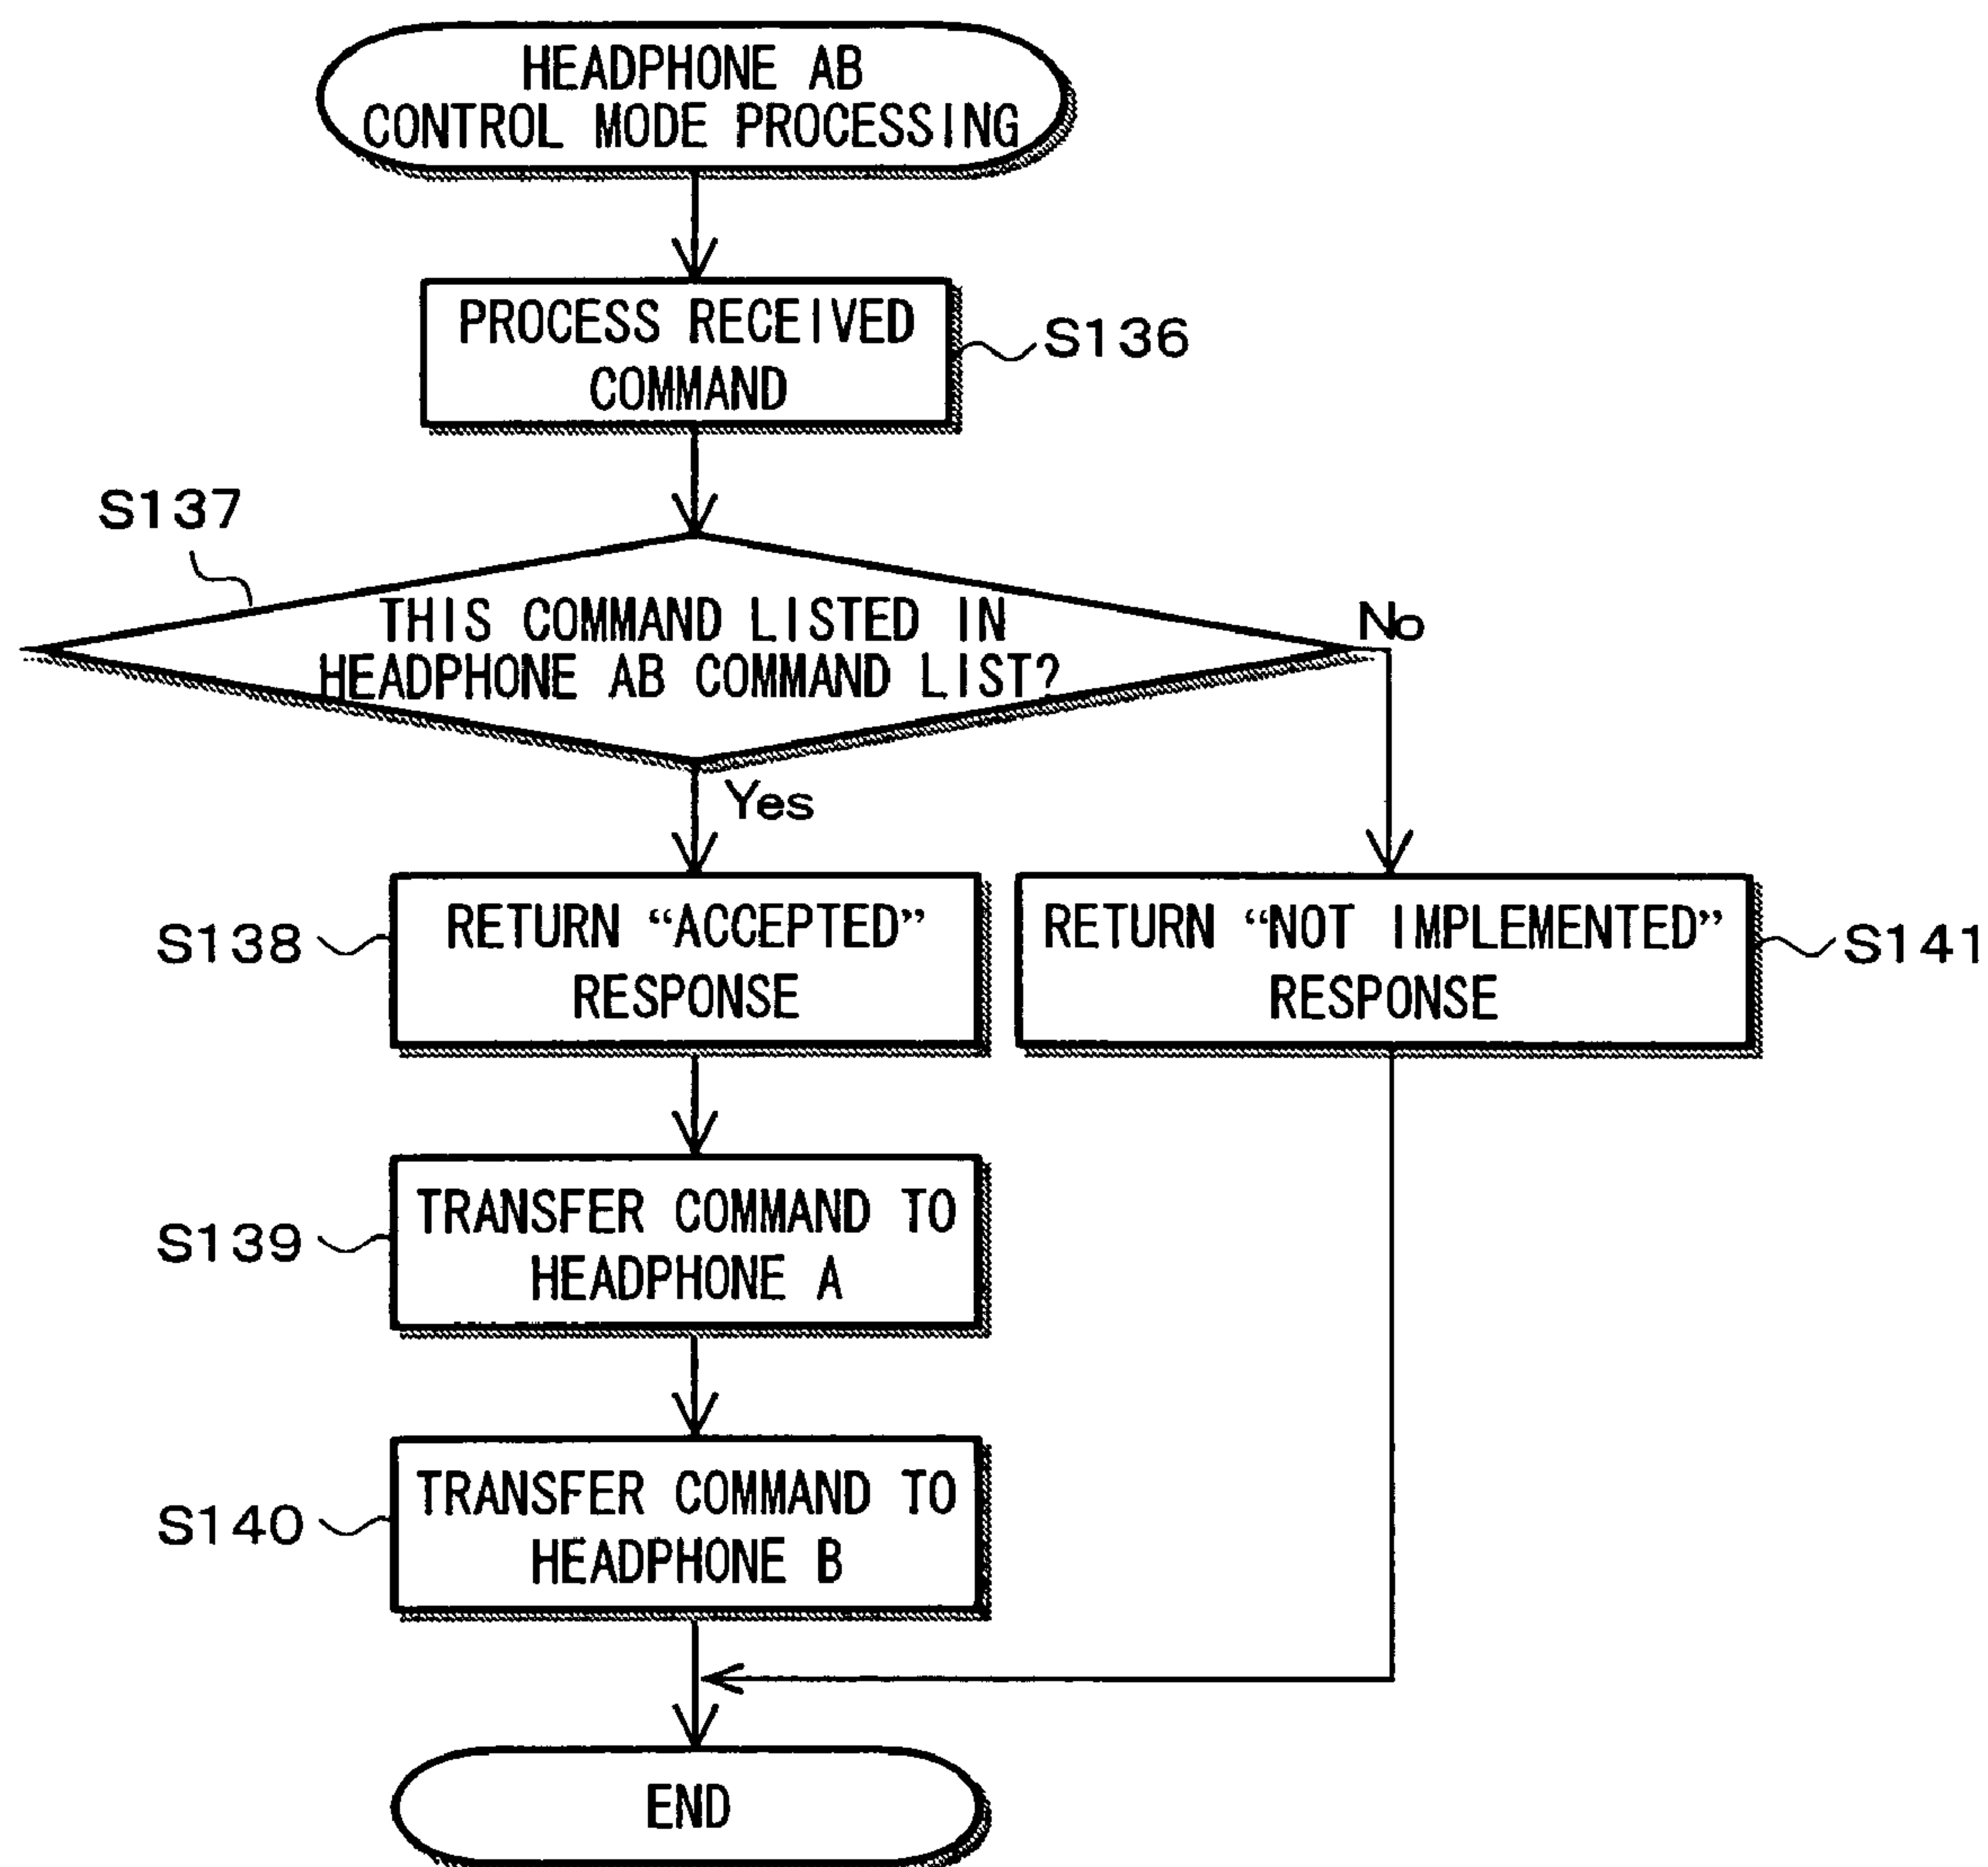 HEADPHONE AB
CONTROL MODE PROCESSING
PROCESS RECEIVED
COMMAND
S136
S137
THIS COMMAND LISTED IN
HEADPHONE AB COMMAND LIST?
No
Yes
S138
RETURN “ACCEPTED”
RESPONSE
RETURN “NOT IMPLEMENTED”
RESPONSE
S141
S139
TRANSFER COMMAND TO
HEADPHONE A
S140
TRANSFER COMMAND TO
HEADPHONE B
END